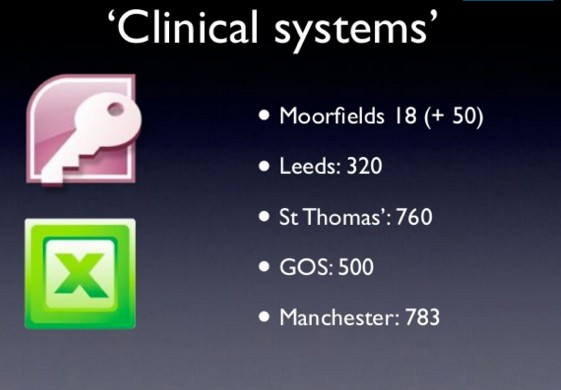 ‘Clinical systems’
• Moorfields 18 (+ 50)
• Leeds: 320
• St Thomas’: 760
• GOS: 500
• Manchester: 783